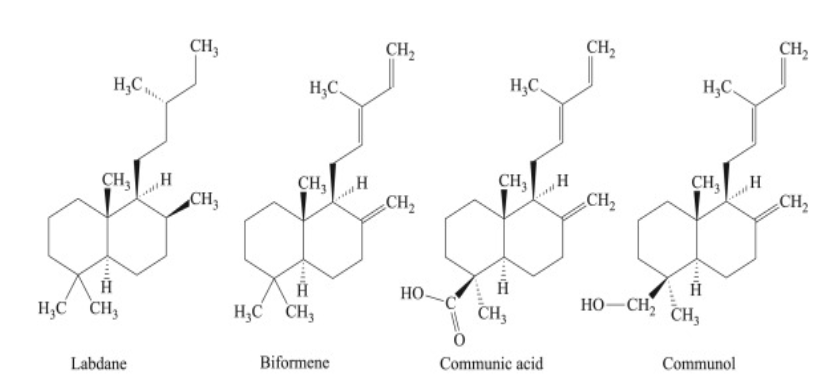 CH₃
H₃C
CH₃
H
CH₃
H
H₃C
CH₃
Labdane
CH₂
H₃C
CH₃
H
CH₂
H
H₃C
CH₃
Biformene
CH₂
H₃C
CH₃
H
CH₂
HO
C
H
CH₃
O
Communic acid
CH₂
H₃C
CH₃
H
CH₂
H
HO—CH₂
CH₃
Communol